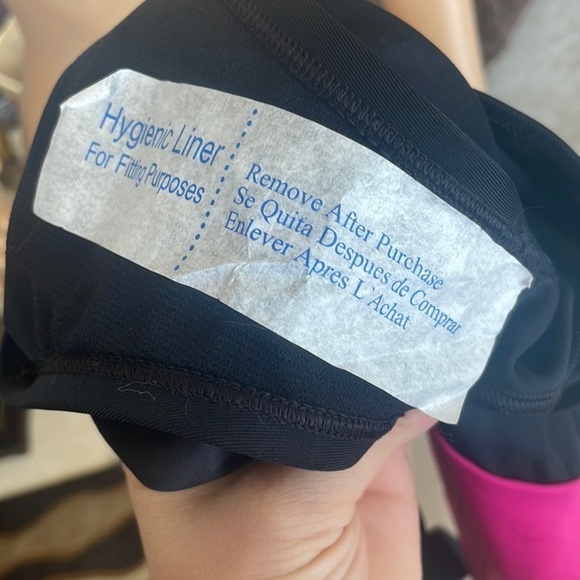 Hygienic Liner
For Fitting Purposes
Remove After Purchase
Se Quita Despues de Comprar
Enlever Apres L'Achat